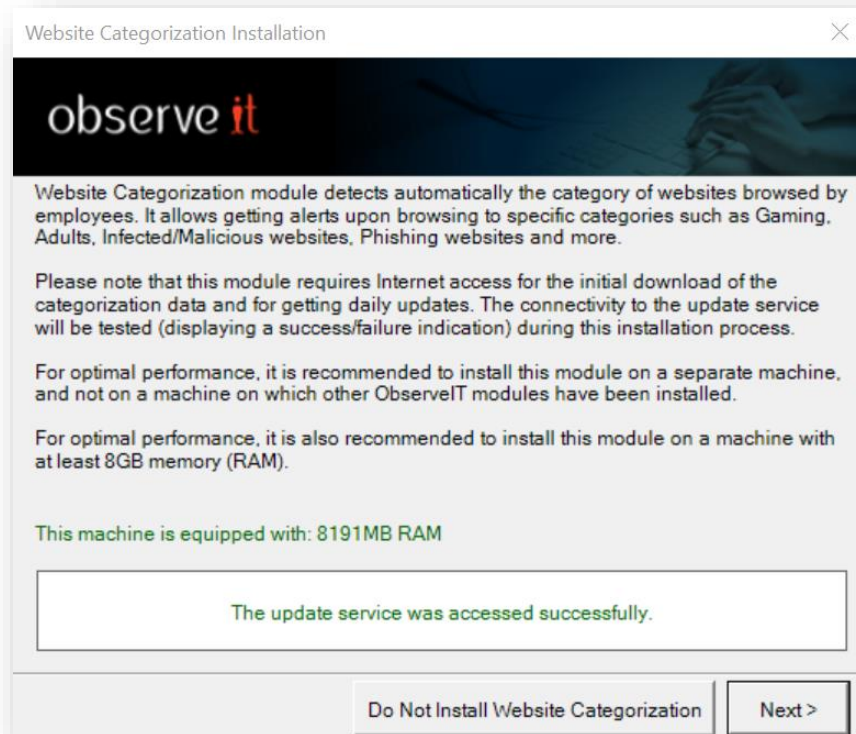 Website Categorization Installation
observe it
Website Categorization module detects automatically the category of websites browsed by
employees. It allows getting alerts upon browsing to specific categories such as Gaming,
Adults, Infected/Malicious websites, Phishing websites and more.
Please note that this module requires Internet access for the initial download of the
categorization data and for getting daily updates. The connectivity to the update service
will be tested (displaying a success/failure indication) during this installation process.
For optimal performance, it is recommended to install this module on a separate machine,
and not on a machine on which other ObserveIT modules have been installed.
For optimal performance, it is also recommended to install this module on a machine with
at least 8GB memory (RAM).
This machine is equipped with: 8191MB RAM
The update service was accessed successfully.
Do Not Install Website Categorization
Next >